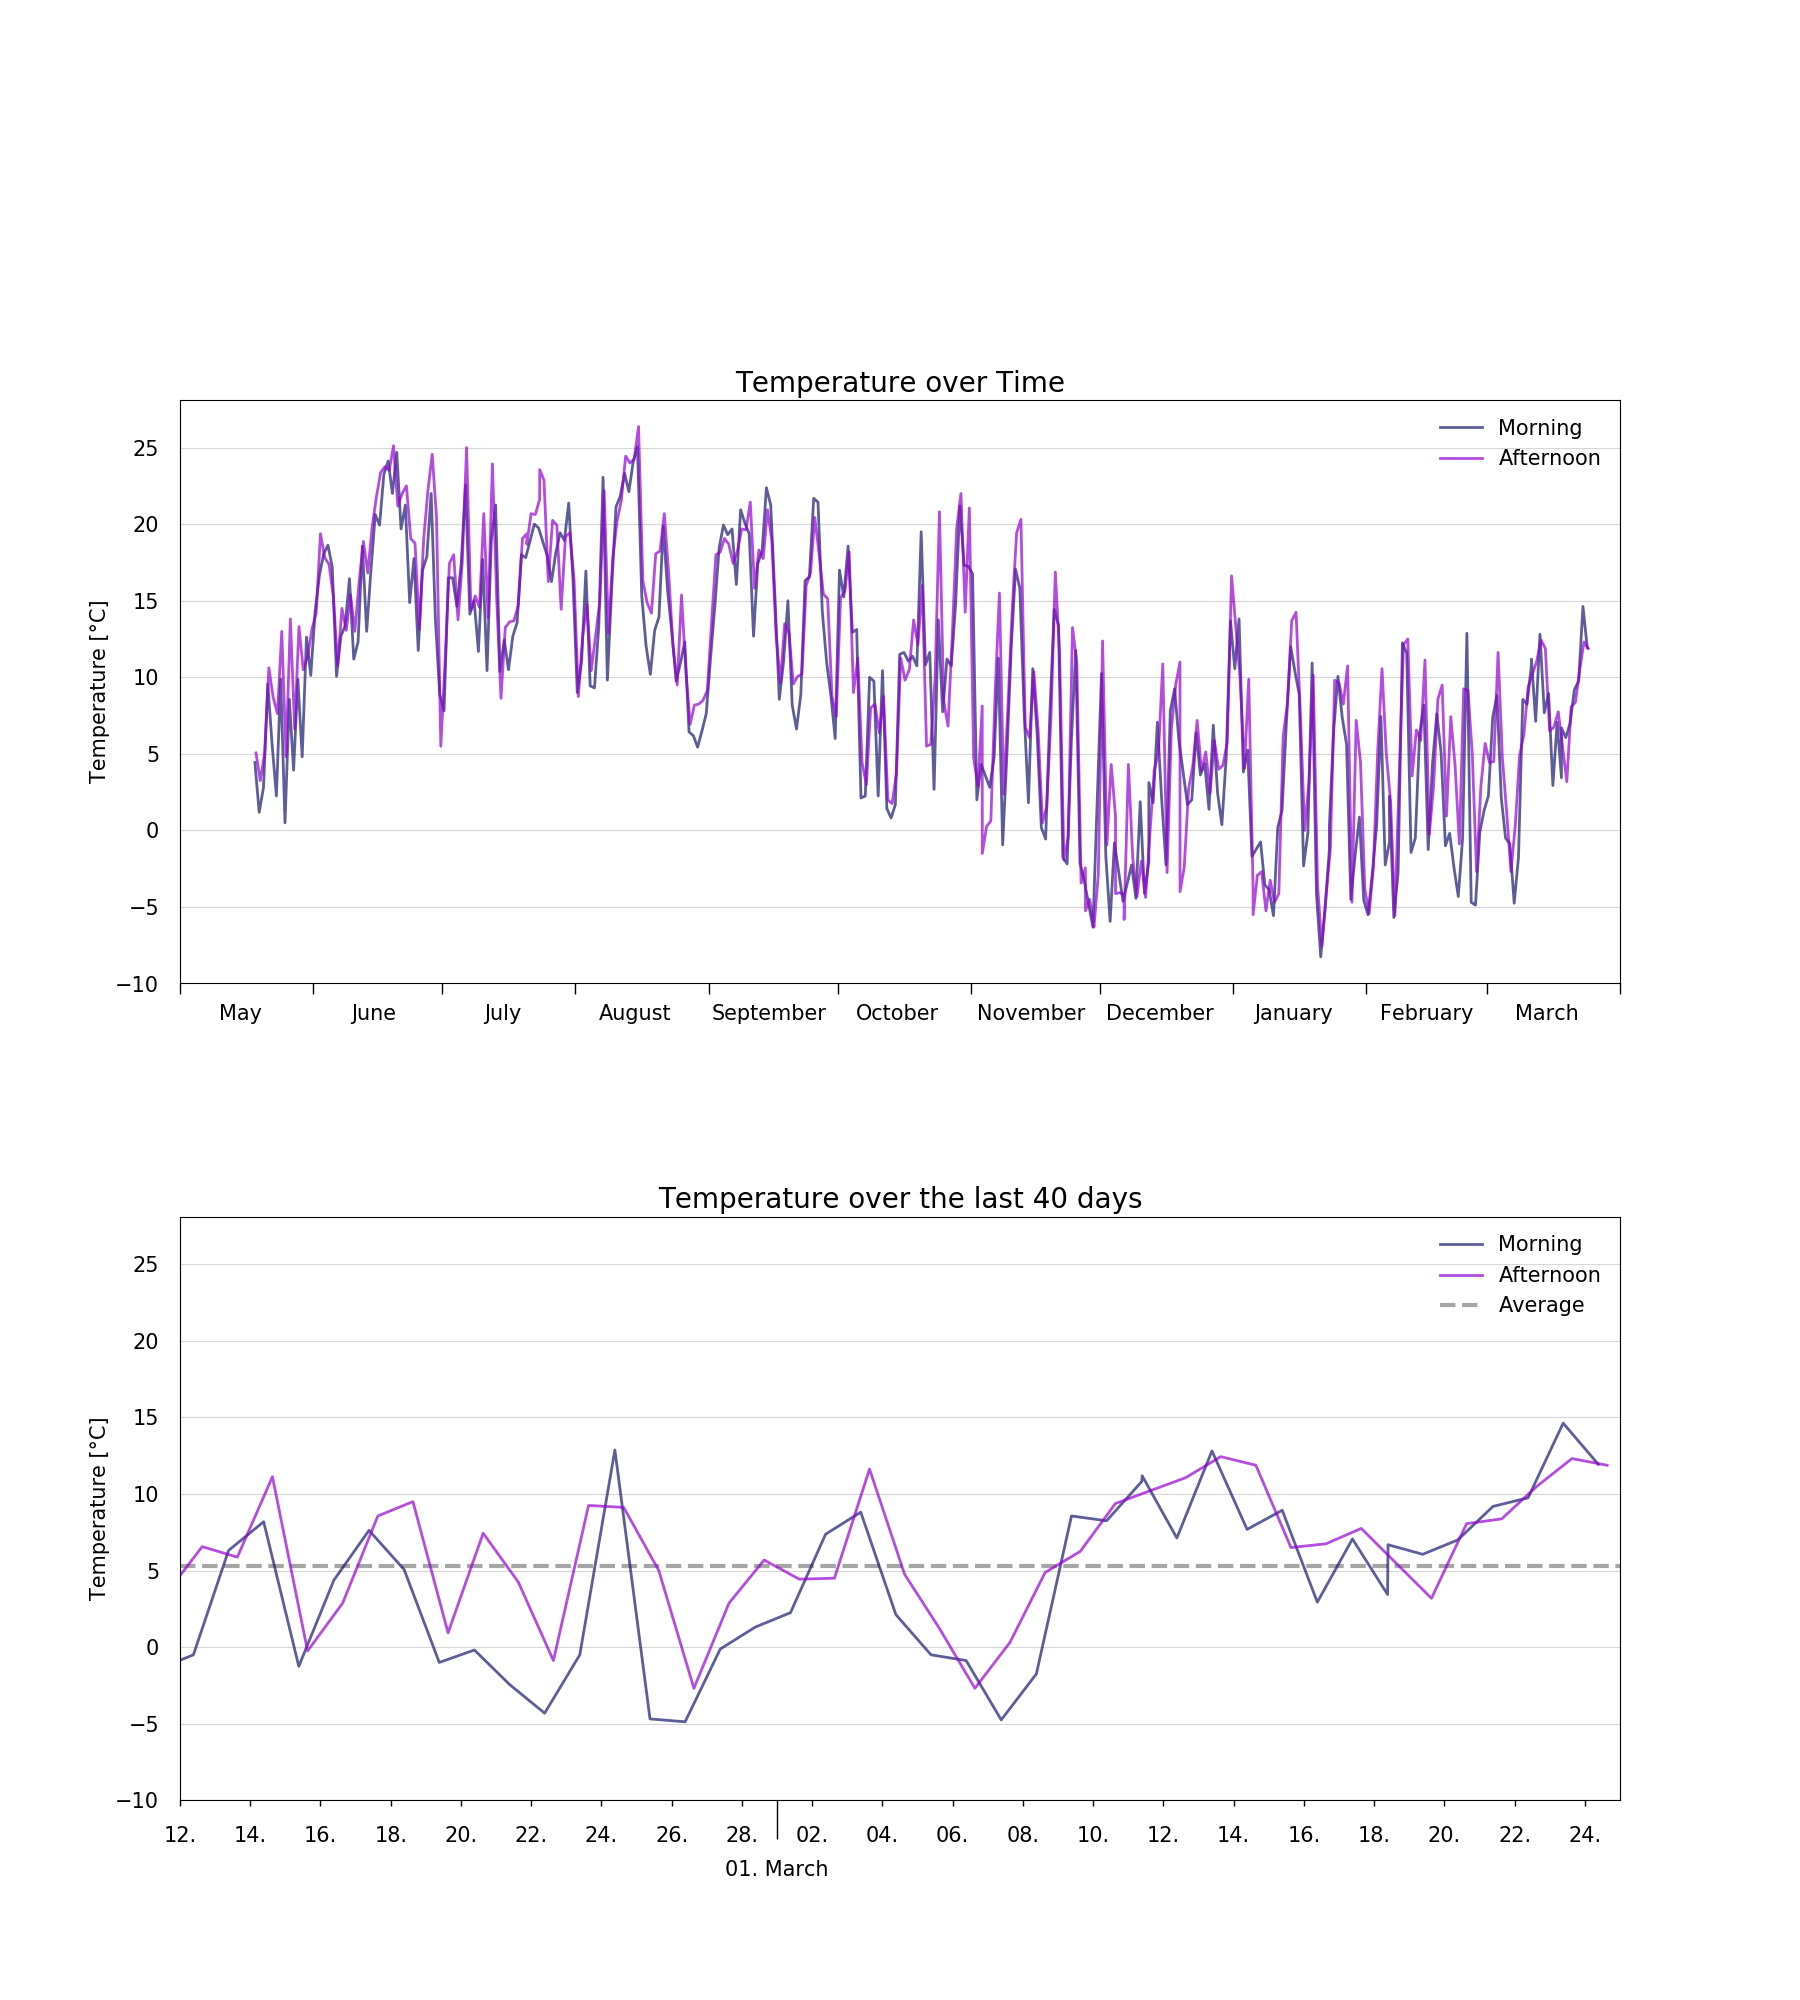 Temperature over Time
Morning
Afternoon
Temperature [°C]
25
20
15
10
5
0
−5
−10
May June July August September October November December January February March
Temperature over the last 40 days
Morning
Afternoon
Average
Temperature [°C]
25
20
15
10
5
0
−5
−10
12. 14. 16. 18. 20. 22. 24. 26. 28. 02. 04. 06. 08. 10. 12. 14. 16. 18. 20. 22. 24.
01. March